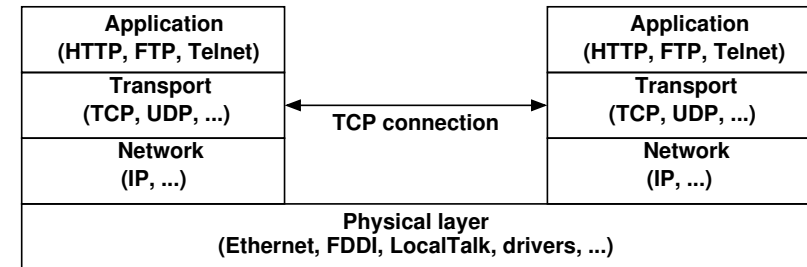 Application
(HTTP, FTP, Telnet)
Transport
(TCP, UDP, ...)
Network
(IP, ...)
TCP connection
Application
(HTTP, FTP, Telnet)
Transport
(TCP, UDP, ...)
Network
(IP, ...)
Physical layer
(Ethernet, FDDI, LocalTalk, drivers, ...)